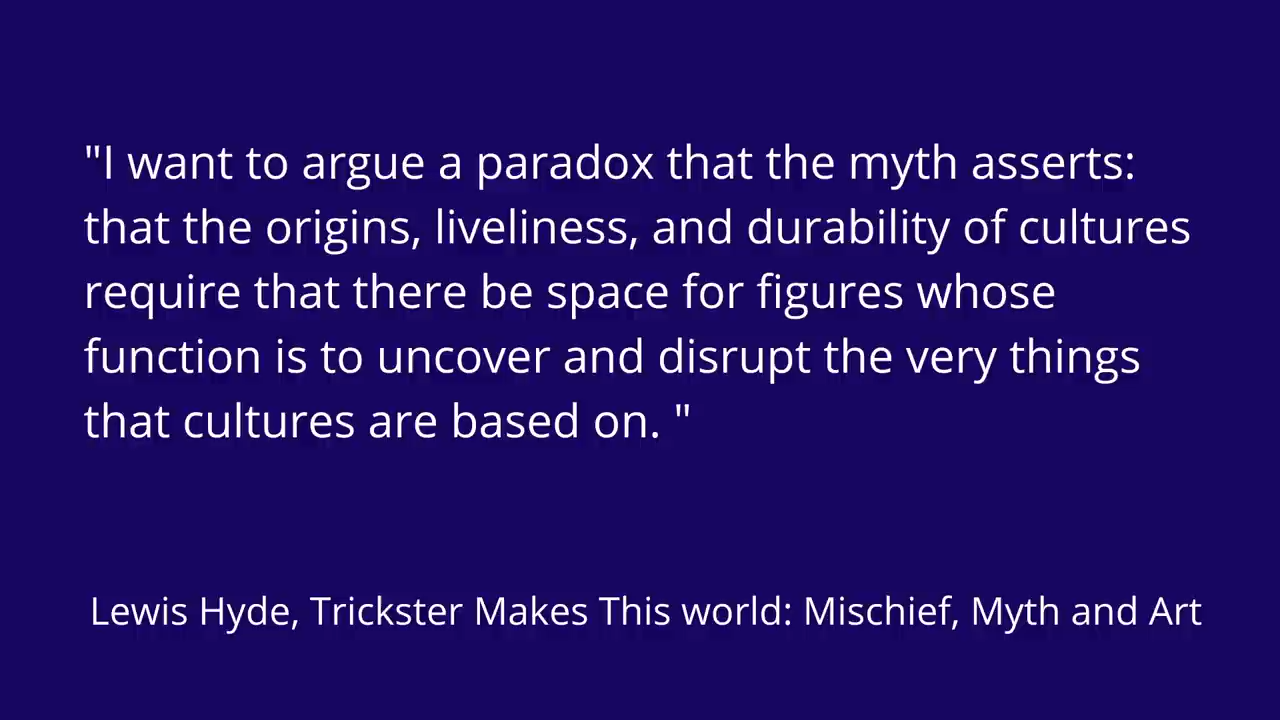 "I want to argue a paradox that the myth asserts:
that the origins, liveliness, and durability of cultures
require that there be space for figures whose
function is to uncover and disrupt the very things
that cultures are based on. "
Lewis Hyde, Trickster Makes This world: Mischief, Myth and Art